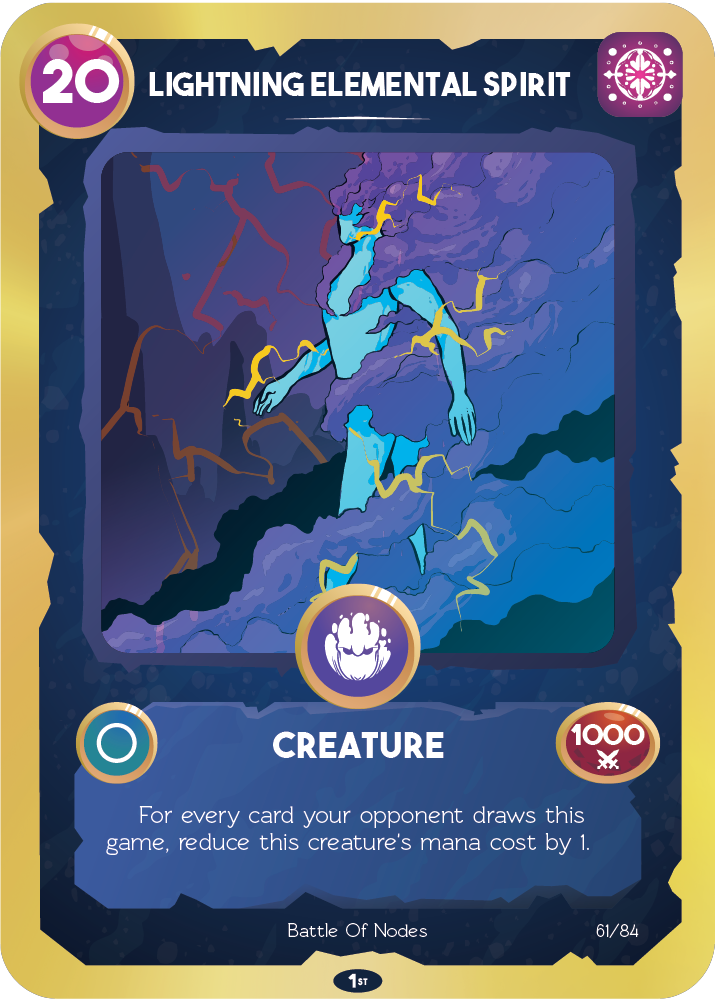 20
LIGHTNING ELEMENTAL SPIRIT
CREATURE
1000
For every card your opponent draws this
game, reduce this creature's mana cost by 1.
Battle Of Nodes
61/84
1ST